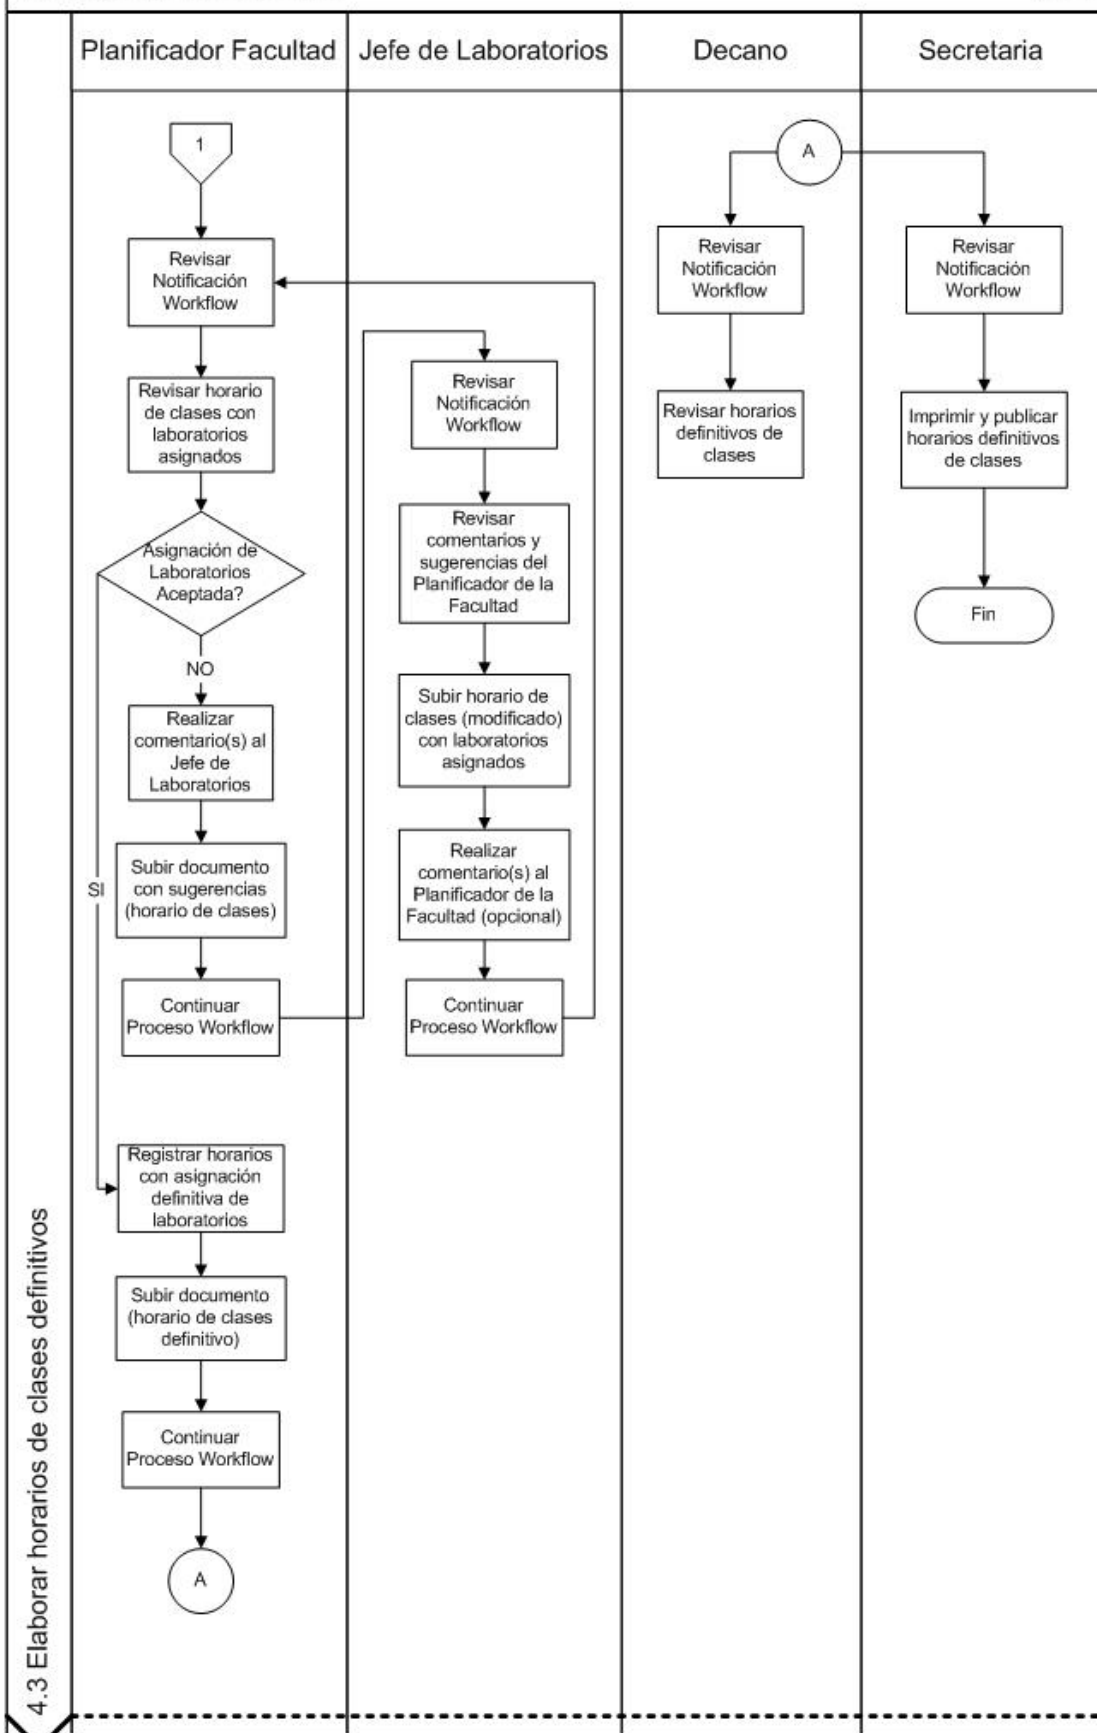 Planificador Facultad
Jefe de Laboratorios
Decano
Secretaria
4.3 Elaborar horarios de clases definitivos
1
Revisar
Notificación
Workflow
Revisar horario
de clases con
laboratorios
asignados
Asignación de
Laboratorios
Aceptada?
NO
SI
Realizar
comentario(s) al
Jefe de
Laboratorios
Subir documento
con sugerencias
(horario de clases)
Continuar
Proceso Workflow
Registrar horarios
con asignación
definitiva de
laboratorios
Subir documento
(horario de clases
definitivo)
Continuar
Proceso Workflow
A
Revisar
Notificación
Workflow
Revisar
comentarios y
sugerencias del
Planificador de la
Facultad
Subir horario de
clases (modificado)
con laboratorios
asignados
Realizar
comentario(s) al
Planificador de la
Facultad (opcional)
Continuar
Proceso Workflow
A
Revisar
Notificación
Workflow
Revisar horarios
definitivos de
clases
Revisar
Notificación
Workflow
Imprimir y publicar
horarios definitivos
de clases
Fin